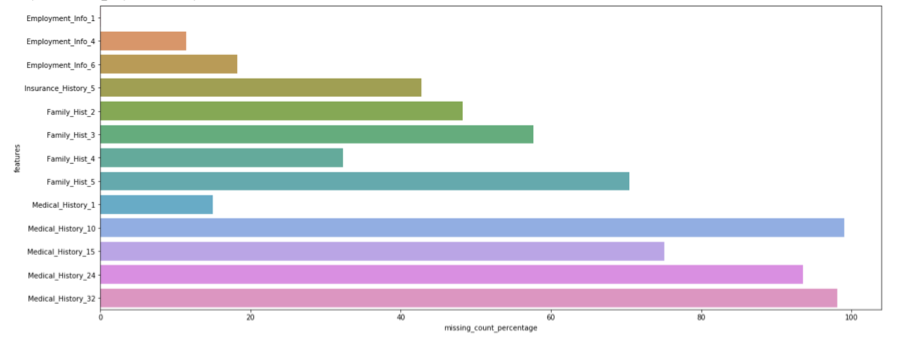 Employment_Info_1
Employment_Info_4
Employment_Info_6
Insurance_History_5
Family_Hist_2
Family_Hist_3
Family_Hist_4
Family_Hist_5
Medical_History_1
Medical_History_10
Medical_History_15
Medical_History_24
Medical_History_32
features
0 20 40 60 80 100
missing_count_percentage